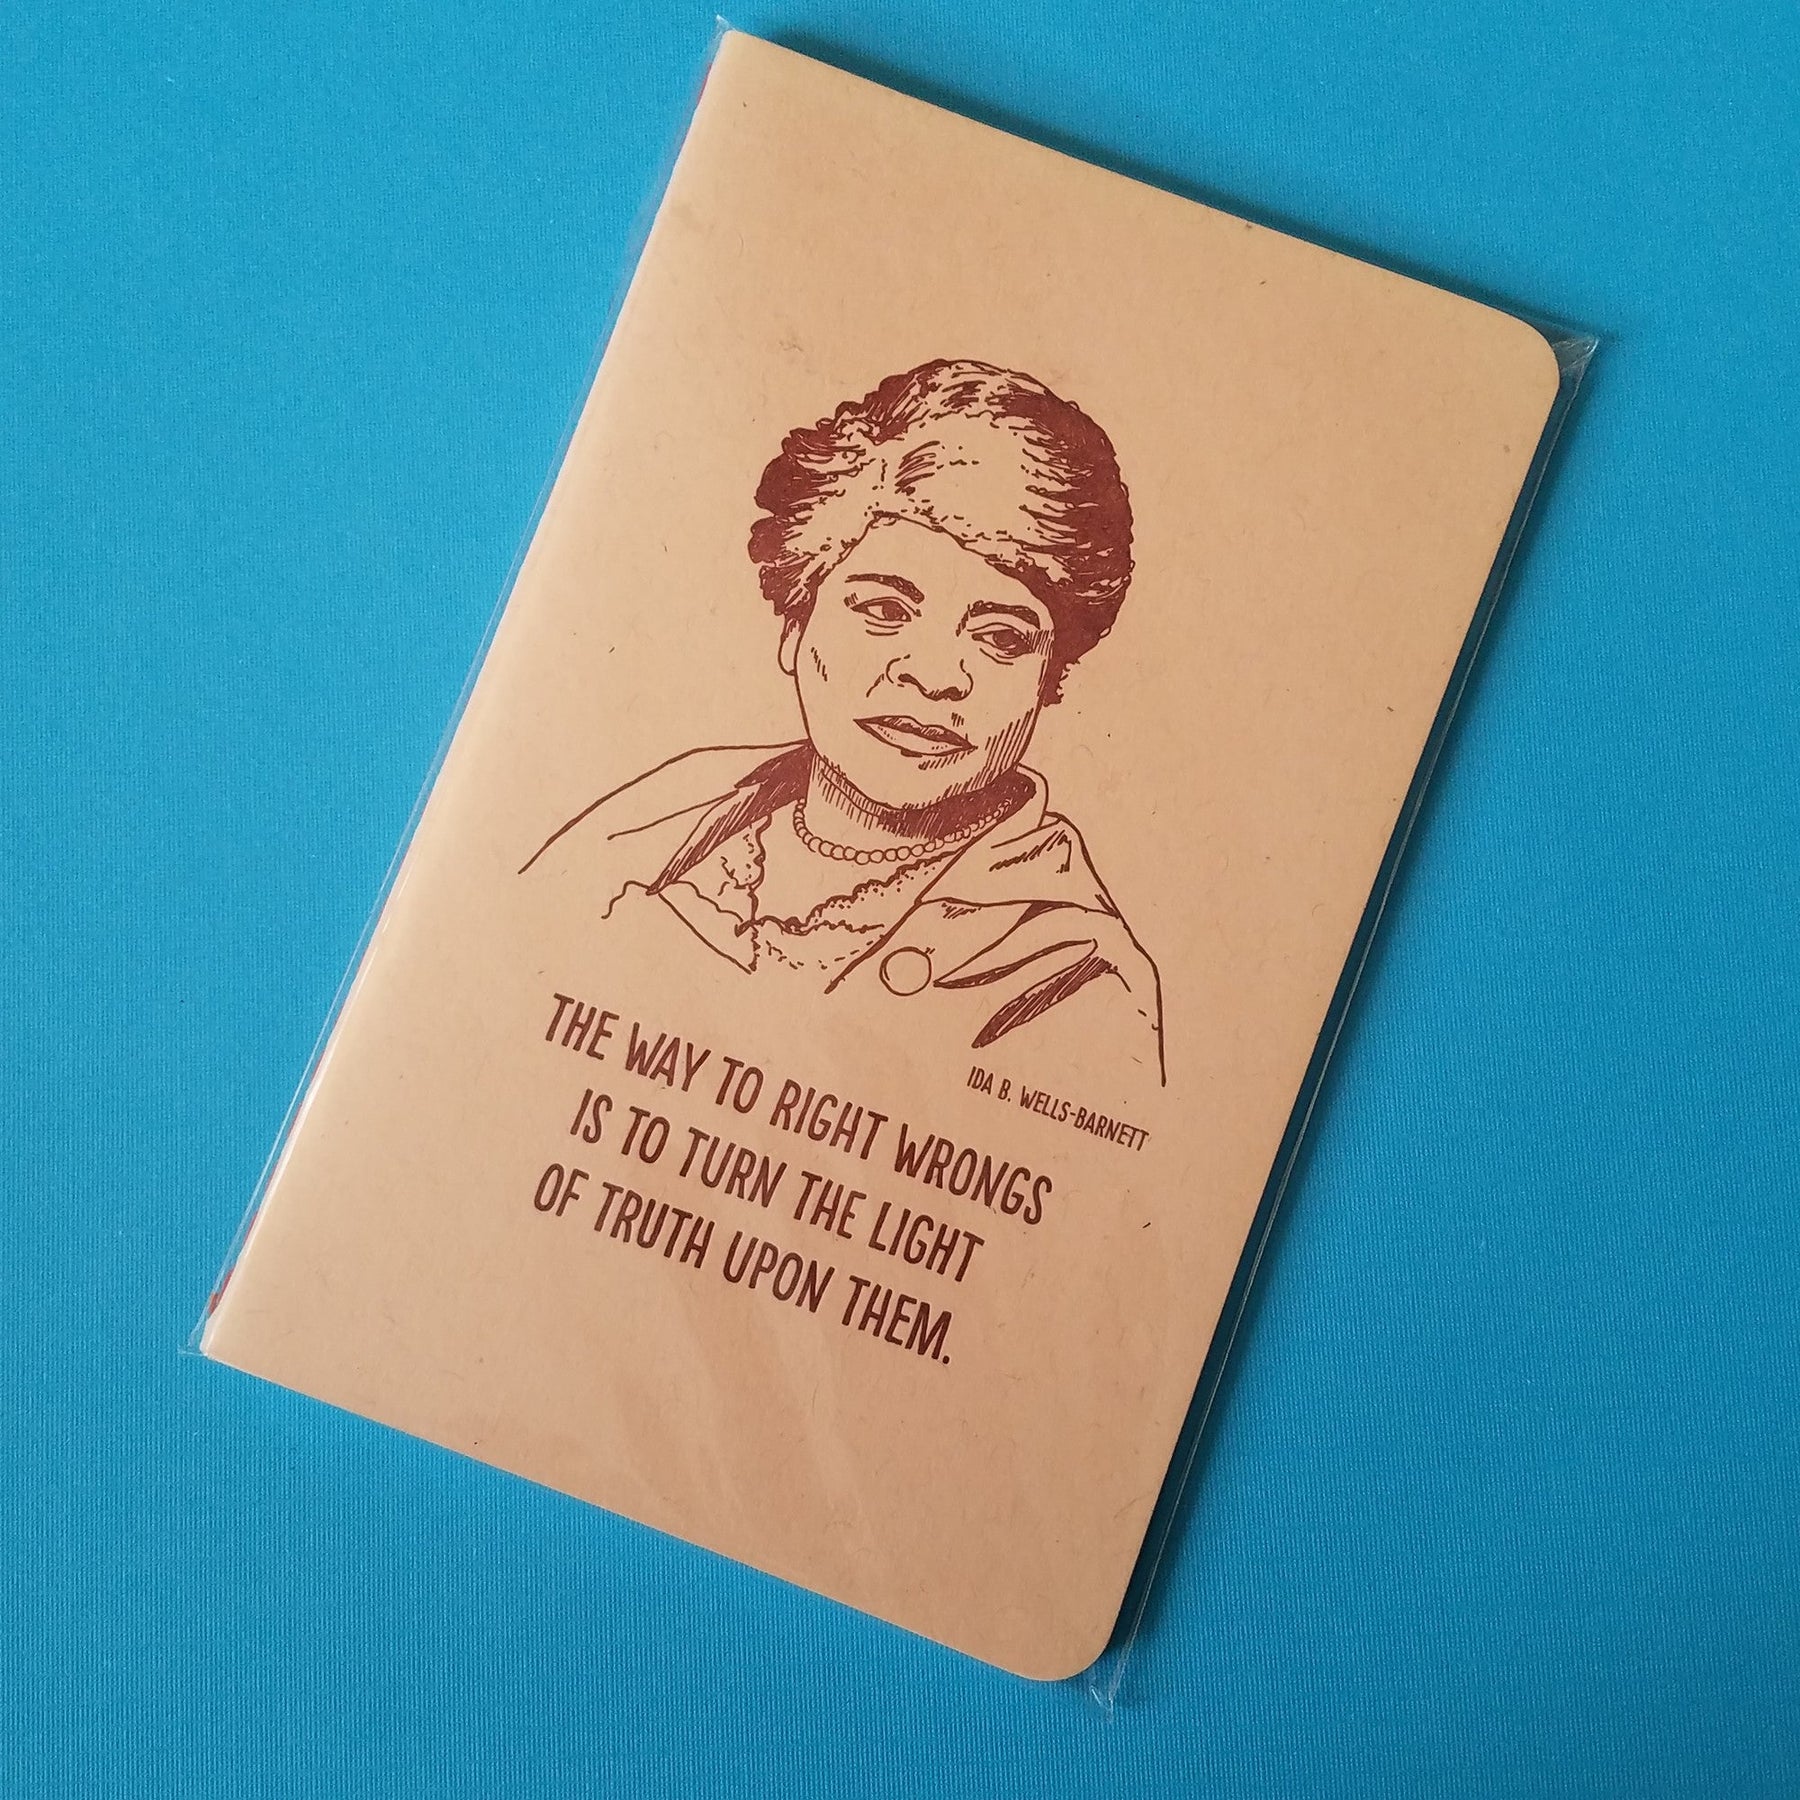 IDA B. WELLS-BARNETT
THE WAY TO RIGHT WRONGS
IS TO TURN THE LIGHT
OF TRUTH UPON THEM.